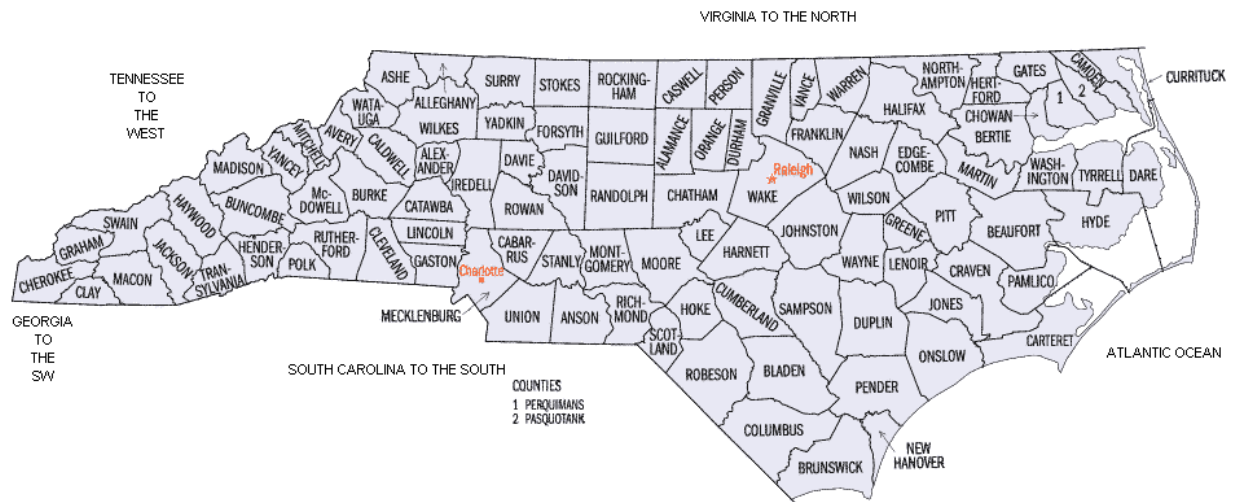 VIRGINIA TO THE NORTH
TENNESSEE
TO
THE
WEST
ASHE
ALLEGHANY
SURRY
STOKES
ROCKING-
HAM
CASWELL
PERSON
GRANVILLE
VANCE
WARREN
NORTH-
AMPTON
HERT-
FORD
GATES
CAMDEN
CURRITUCK
WATA-
UGA
WILKES
YADKIN
FORSYTH
GUILFORD
ALAMANCE
ORANGE
DURHAM
FRANKLIN
HALIFAX
CHOWAN
BERTIE
1
2
MITCHELL
AVERY
CALDWELL
ALEX-
ANDER
IREDELL
DAVIE
DAVID-
SON
RANDOLPH
CHATHAM
Raleigh
WAKE
NASH
EDGE-
COMBE
MARTIN
WASH-
INGTON
TYRRELL
DARE
MADISON
YANCEY
MC-
DOWELL
BURKE
CATAWBA
ROWAN
WILSON
PITT
BEAUFORT
HYDE
SWAIN
HAYWOOD
BUNCOMBE
RUTHER-
FORD
CLEVELAND
LINCOLN
GASTON
CABAR-
RUS
STANLY
MONT-
GOMERY
MOORE
LEE
HARNETT
JOHNSTON
GREENE
GRAHAM
CHEROKEE
CLAY
MACON
JACKSON
TRAN-
SYLVANIA
HENDER-
SON
POLK
Charlotte
MECKLENBURG
UNION
ANSON
RICH-
MOND
SCOT-
LAND
HOKE
CUMBERLAND
SAMPSON
WAYNE
LENOIR
CRAVEN
PAMLICO
JONES
DUPLIN
ONSLOW
CARTERET
GEORGIA
TO
THE
SW
SOUTH CAROLINA TO THE SOUTH
ATLANTIC OCEAN
ROBESON
BLADEN
PENDER
COUNTIES
1 PERQUIMANS
2 PASQUOTANK
COLUMBUS
BRUNSWICK
NEW
HANOVER